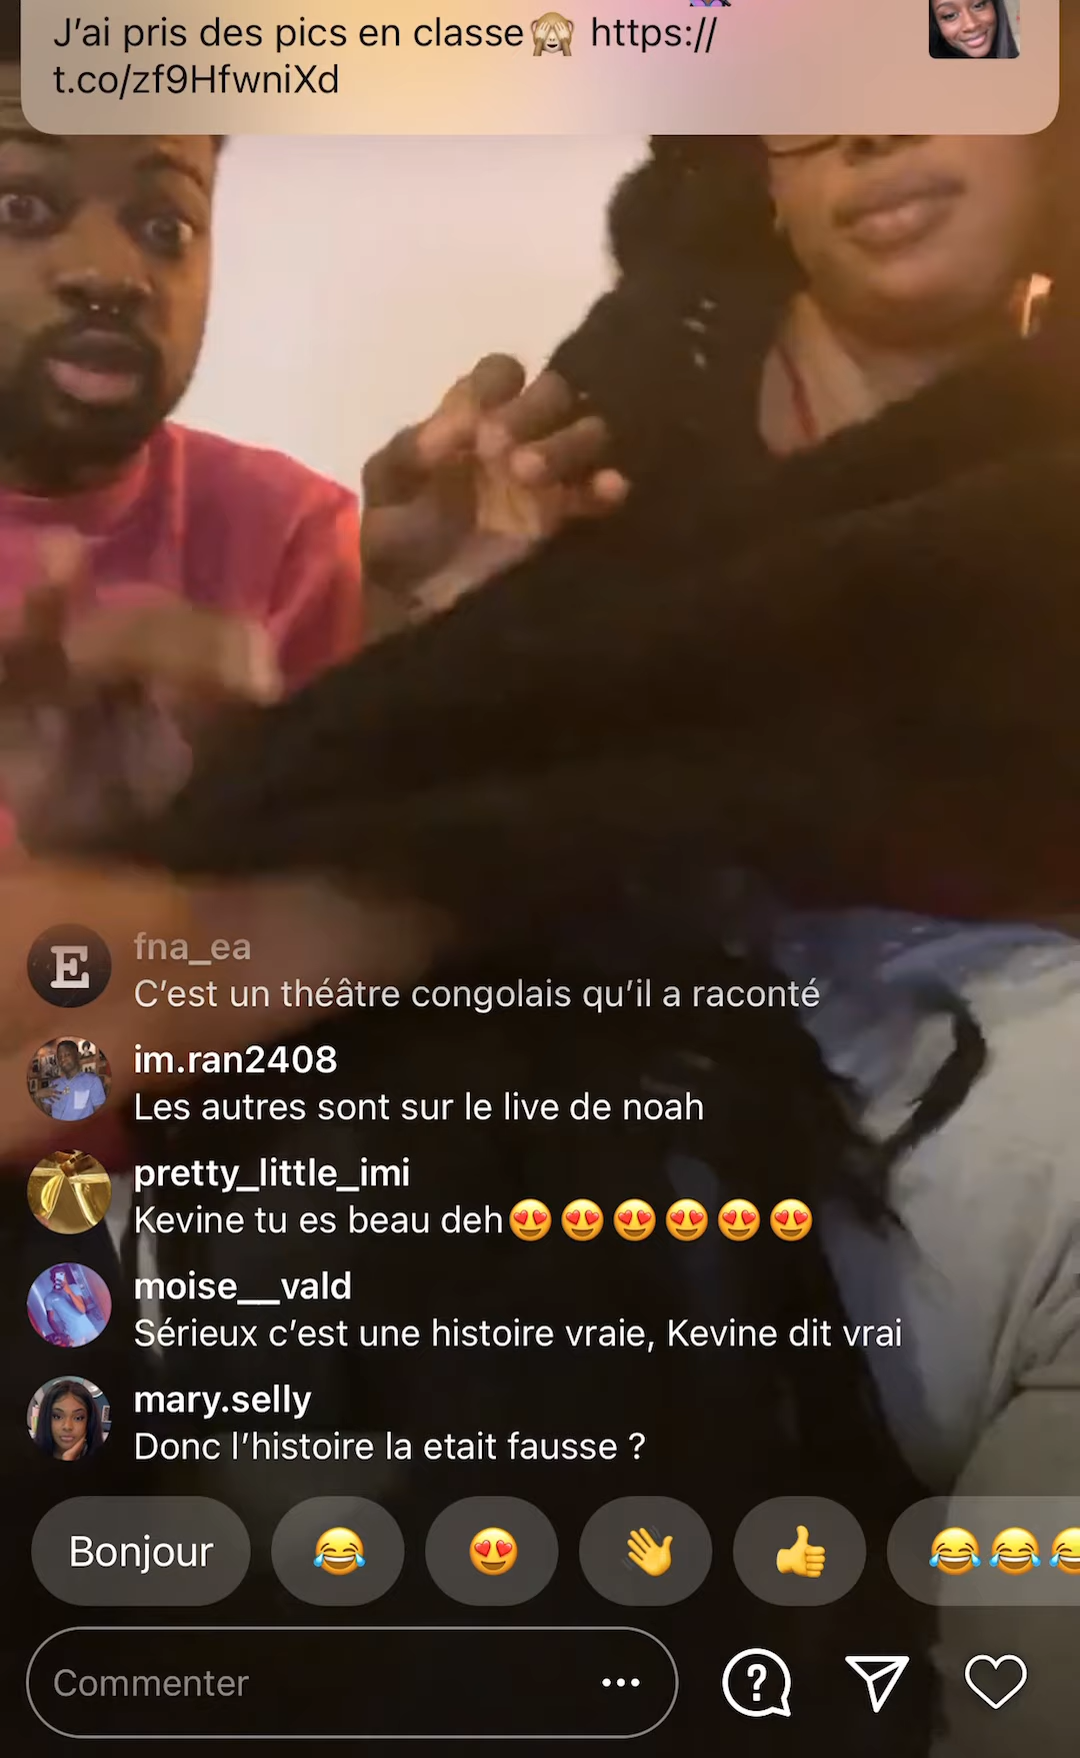 J’ai pris des pics en classe🙈 https://
t.co/zf9HfwniXd
E
fna_ea
C’est un théâtre congolais qu’il a raconté
im.ran2408
Les autres sont sur le live de noah
pretty_little_imi
Kevine tu es beau deh😍😍😍😍😍😍
moise__vald
Sérieux c’est une histoire vraie, Kevine dit vrai
mary.selly
Donc l’histoire la etait fausse ?
Bonjour 😂 😍 👋 👍 😂😂😂
Commenter ... ?